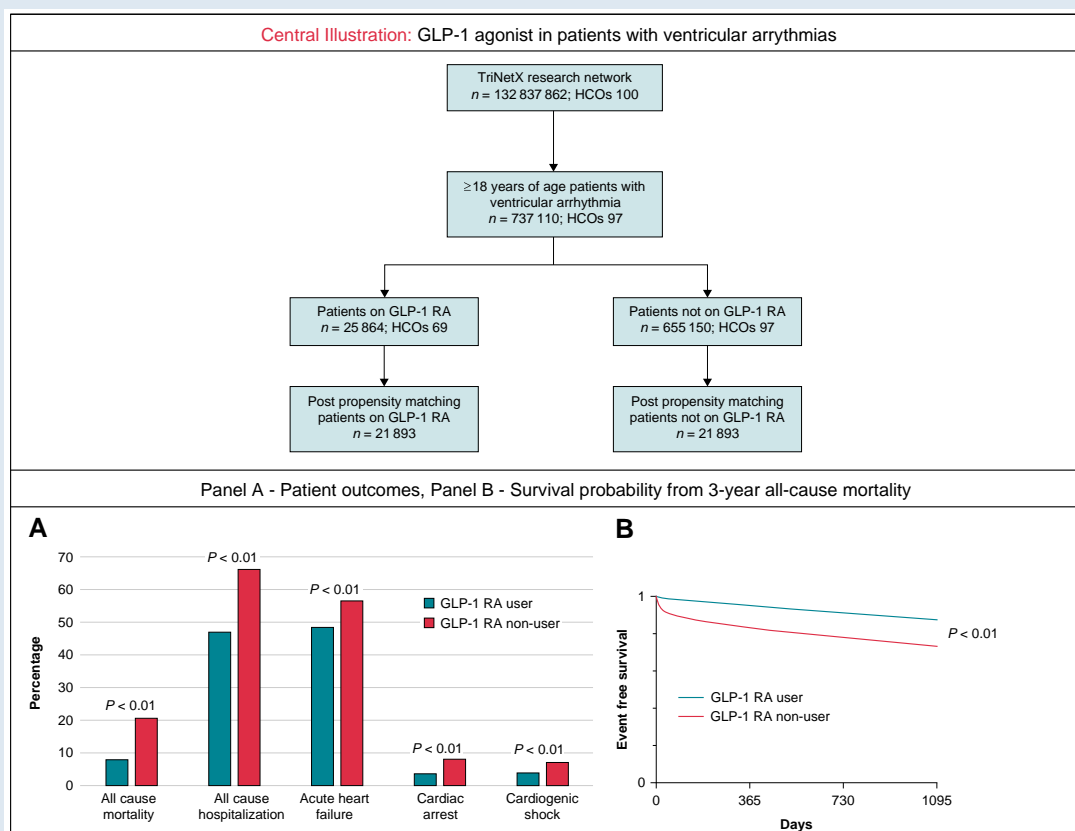 Central Illustration: GLP-1 agonist in patients with ventricular arrythmias
TriNetX research network
n = 132 837 862; HCOs 100
≥18 years of age patients with
ventricular arrhythmia
n = 737 110; HCOs 97
Patients on GLP-1 RA
n = 25 864; HCOs 69
Patients not on GLP-1 RA
n = 655 150; HCOs 97
Post propensity matching
patients on GLP-1 RA
n = 21 893
Post propensity matching
patients not on GLP-1 RA
n = 21 893
Panel A - Patient outcomes, Panel B - Survival probability from 3-year all-cause mortality
A
Percentage
70
60
50
40
30
20
10
0
P < 0.01
P < 0.01
P < 0.01
P < 0.01
P < 0.01
GLP-1 RA user
GLP-1 RA non-user
All cause
mortality
All cause
hospitalization
Acute heart
failure
Cardiac
arrest
Cardiogenic
shock
B
Event free survival
1
0
P < 0.01
GLP-1 RA user
GLP-1 RA non-user
0
365
730
1095
Days